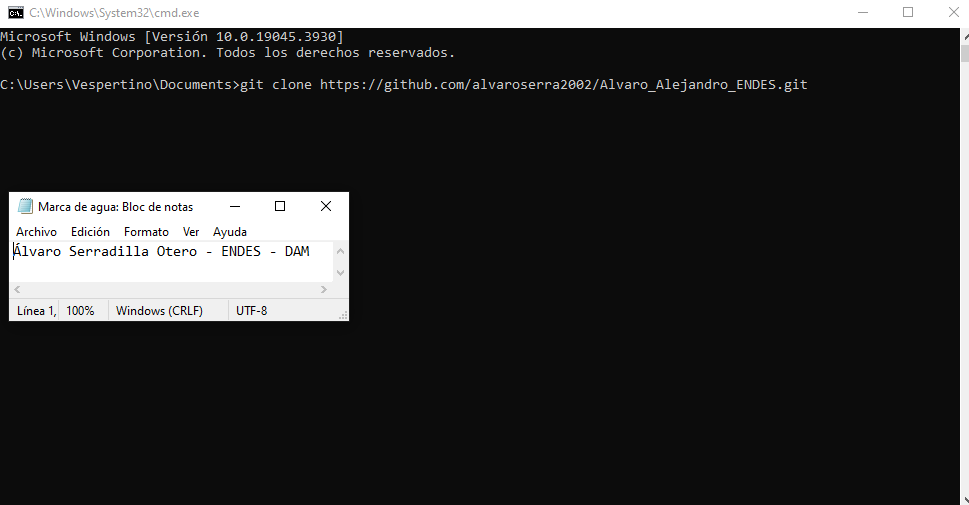 C:\Windows\System32\cmd.exe
Microsoft Windows [Versión 10.0.19045.3930]
(c) Microsoft Corporation. Todos los derechos reservados.
C:\Users\Vespertino\Documents>git clone https://github.com/alvaroserra2002/Alvaro_Alejandro_ENDES.git
Marca de agua: Bloc de notas
Archivo Edición Formato Ver Ayuda
Álvaro Serradilla Otero - ENDES - DAM
Línea 1, 100% Windows (CRLF) UTF-8